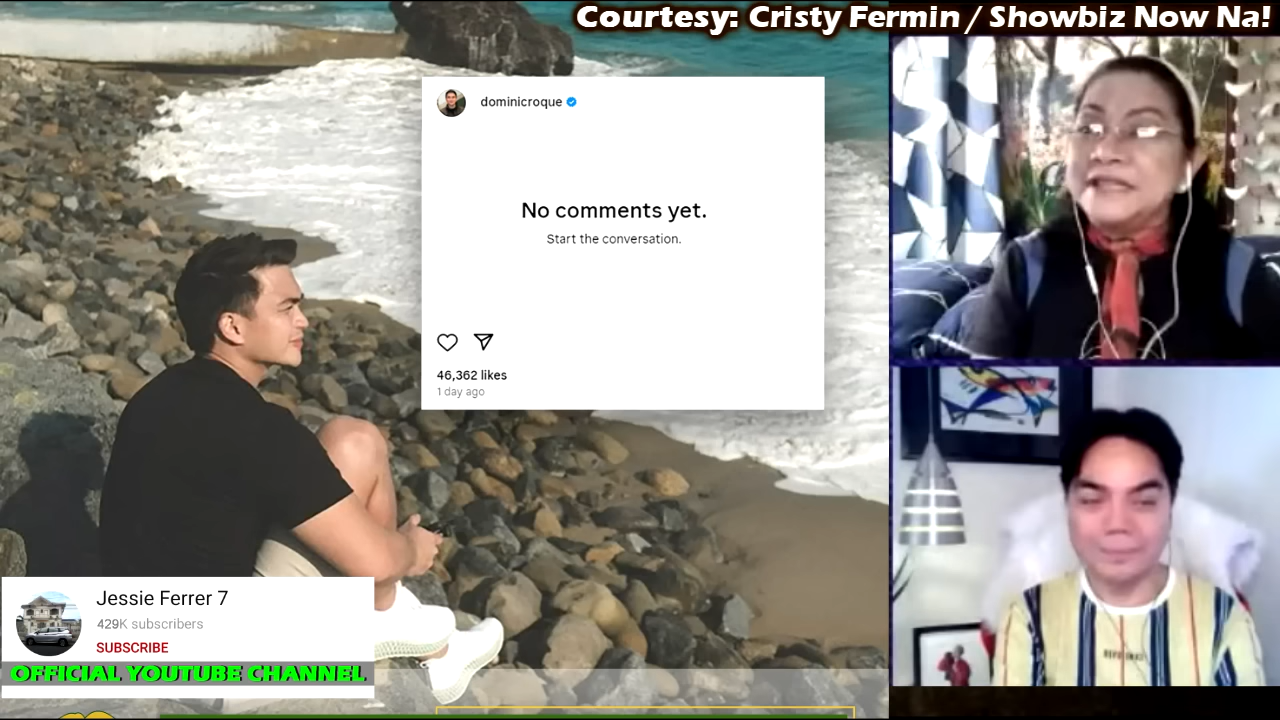 Courtesy: Cristy Fermin / Showbiz Now Na!
dominicroque
No comments yet.
Start the conversation.
46,362 likes
1 day ago
Jessie Ferrer 7
429K subscribers
SUBSCRIBE
OFFICIAL YOUTUBE CHANNEL